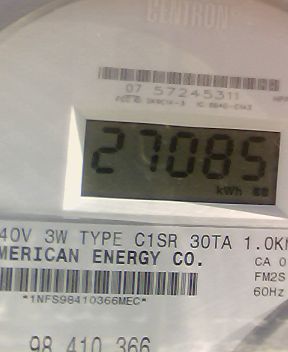 CENTRON
07 57245311
27085
kWh
40V 3W TYPE C1SR 30TA 1.0K
MERICAN ENERGY CO.
CA 0
FM2S
60Hz
*1NFS98410366MEC*
98 410 366